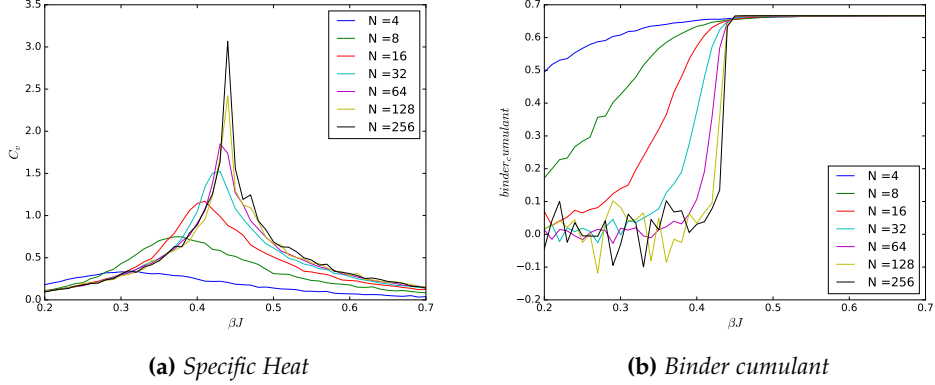 3.5
3.0
2.5
2.0
1.5
1.0
0.5
0.0
C_v
0.2 0.3 0.4 0.5 0.6 0.7
βJ
N =4
N =8
N =16
N =32
N =64
N =128
N =256
(a) Specific Heat
0.7
0.6
0.5
0.4
0.3
0.2
0.1
0.0
−0.1
−0.2
binder_cumulant
0.2 0.3 0.4 0.5 0.6 0.7
βJ
N =4
N =8
N =16
N =32
N =64
N =128
N =256
(b) Binder cumulant